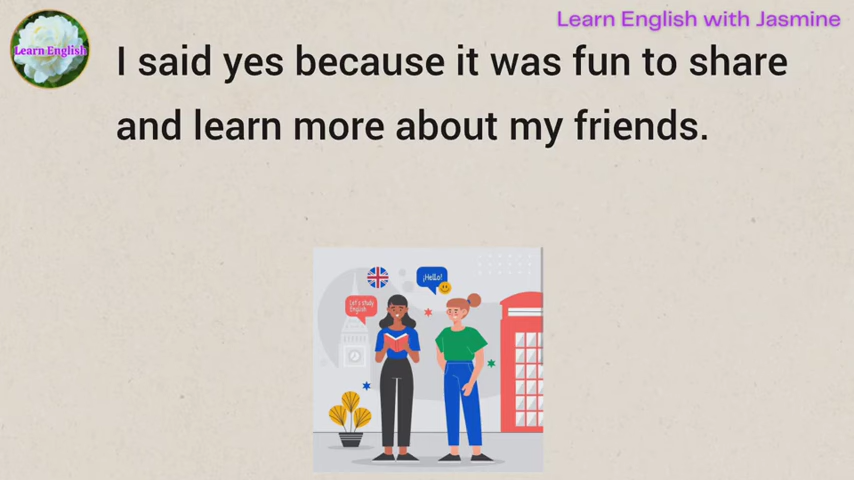 Learn English with Jasmine
Learn English
I said yes because it was fun to share
and learn more about my friends.
¡Hello!
Let's study
English